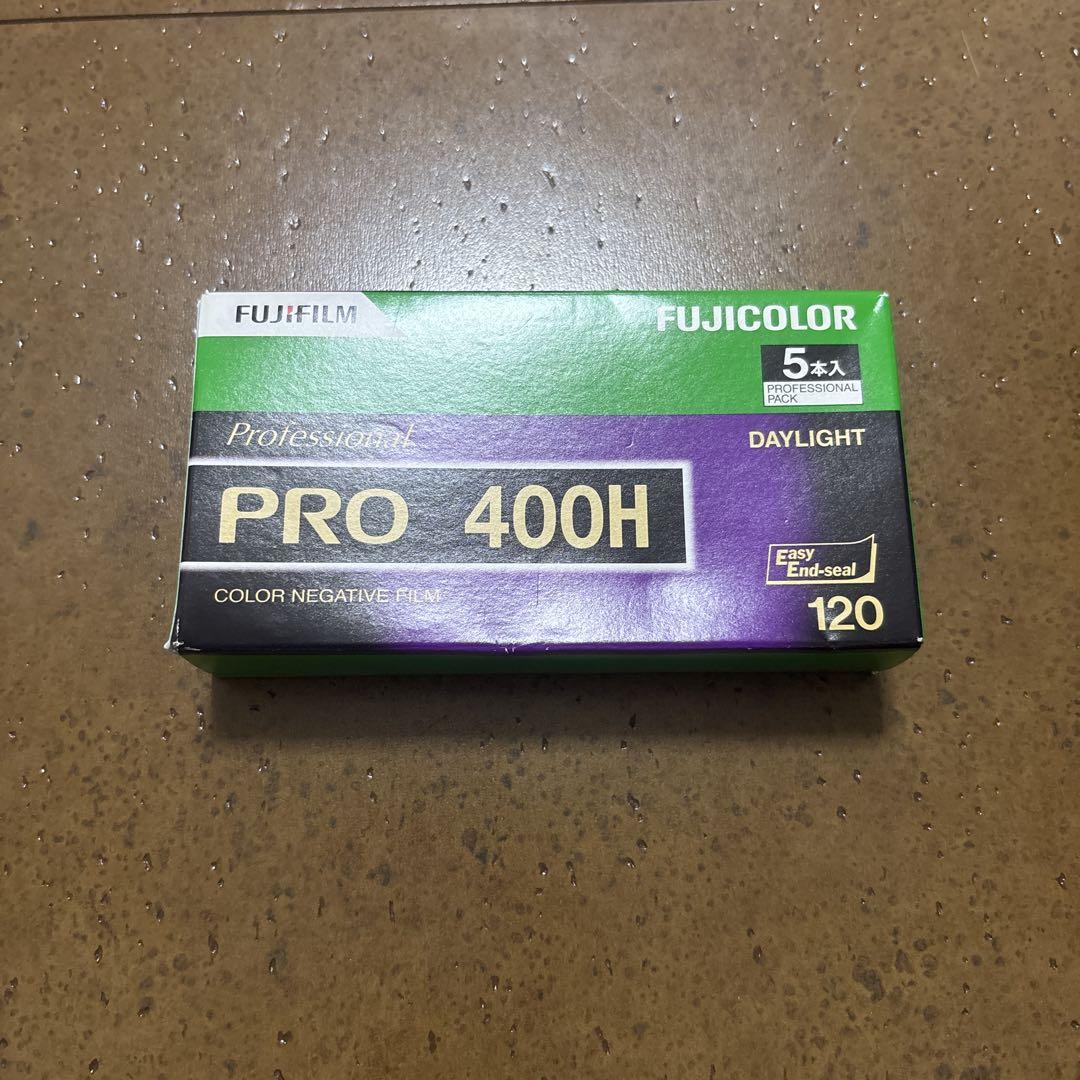 FUJIFILM
FUJICOLOR
5本入
PROFESSIONAL
PACK
Professional
DAYLIGHT
PRO 400H
Easy
End-seal
COLOR NEGATIVE FILM
120